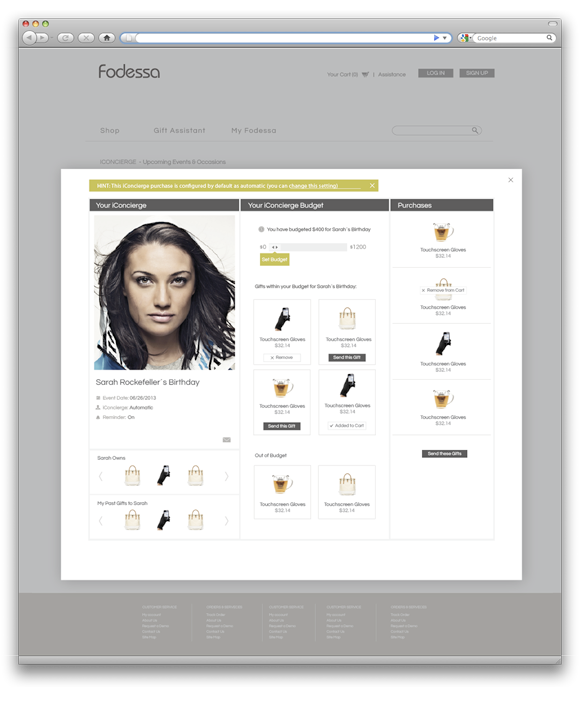 Google
Fodessa
Your Cart (0) | Assistance LOG IN SIGN UP
Shop Gift Assistant My Fodessa
iCONCIERGE - Upcoming Events & Occasions
HINT: This iConcierge purchase is configured by default as automatic (you can change this setting)
Your iConcierge
Sarah Rockefeller`s Birthday
Event Date: 06/26/2013
iConcierge: Automatic
Reminder: On
Sarah Owns
My Past Gifts to Sarah
Your iConcierge Budget
You have budgeted $400 for Sarah`s Birthday
$0 $1,200
Set Budget
Gifts within your Budget for Sarah`s Birthday:
Touchscreen Gloves
$32.14
Remove
Touchscreen Gloves
$32.14
Send this Gift
Touchscreen Gloves
$32.14
Send this Gift
Touchscreen Gloves
$32.14
Added to Cart
Out of Budget
Touchscreen Gloves
$32.14
Touchscreen Gloves
$32.14
Purchases
Touchscreen Gloves
$32.14
Remove from Cart
Touchscreen Gloves
$32.14
Touchscreen Gloves
$32.14
Touchscreen Gloves
$32.14
Send these Gifts